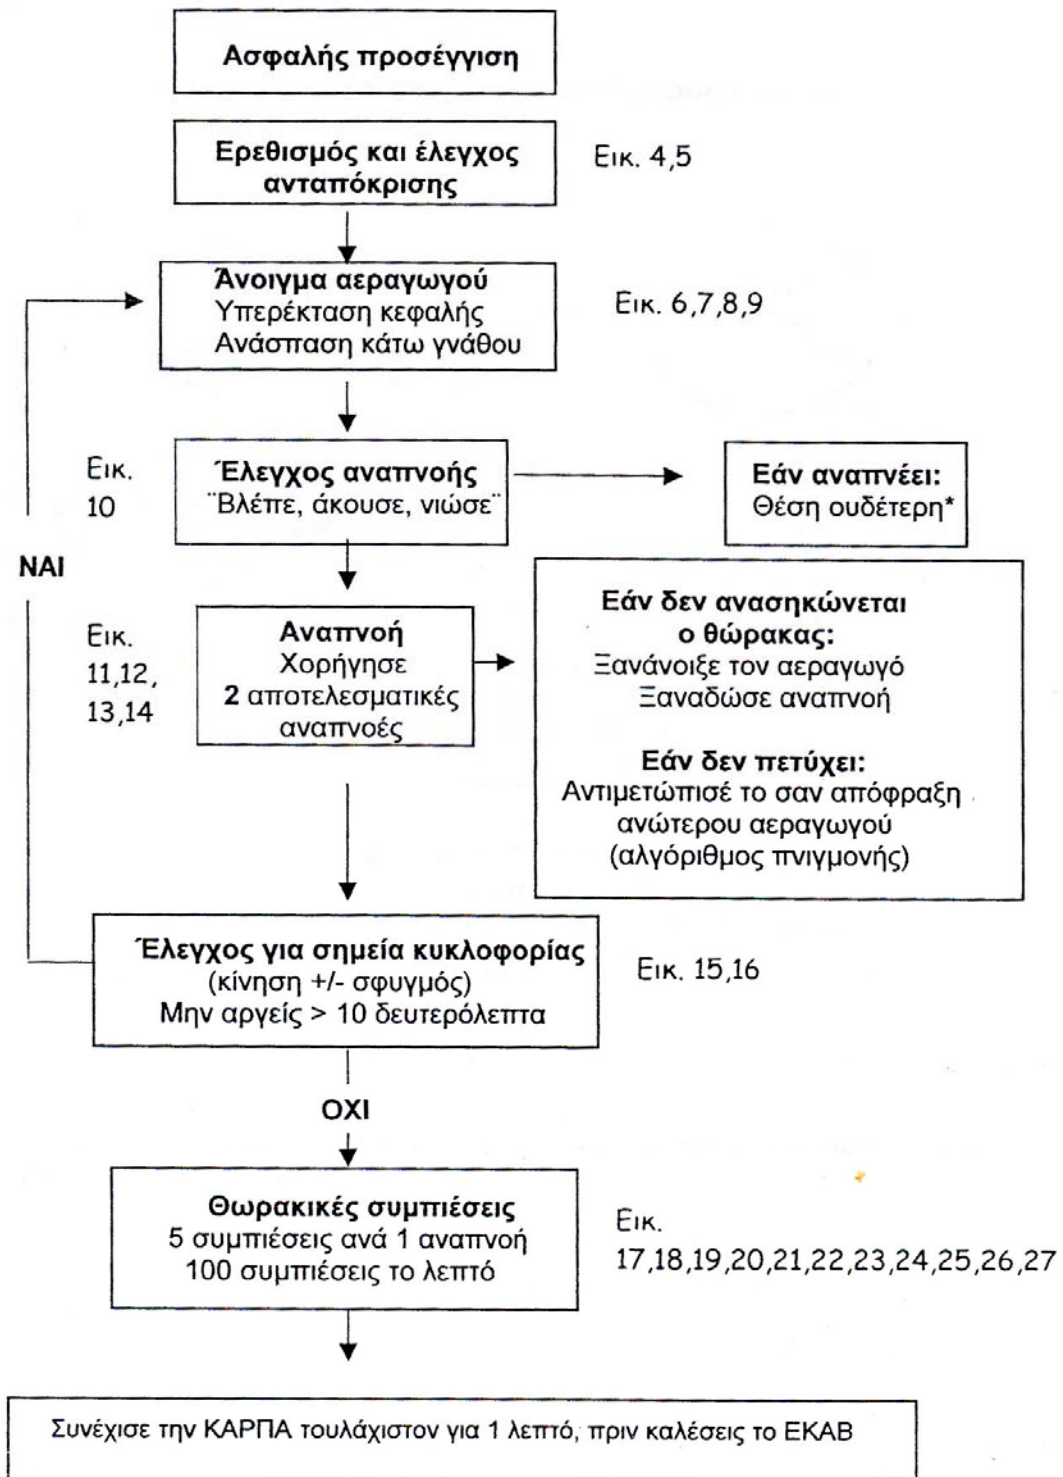 Ασφαλής προσέγγιση
Ερεθισμός και έλεγχος
ανταπόκρισης
Εικ. 4,5
Άνοιγμα αεραγωγού
Υπερέκταση κεφαλής
Ανάσπαση κάτω γνάθου
Εικ. 6,7,8,9
Εικ.
10
Έλεγχος αναπνοής
¨Βλέπε, άκουσε, νιώσε¨
Εάν αναπνέει:
Θέση ουδέτερη*
ΝΑΙ
Εικ.
11,12,
13,14
Αναπνοή
Χορήγησε
2 αποτελεσματικές
αναπνοές
Εάν δεν ανασηκώνεται
ο θώρακας:
Ξανάνοιξε τον αεραγωγό
Ξαναδώσε αναπνοή
Εάν δεν πετύχει:
Αντιμετώπισέ το σαν απόφραξη
ανώτερου αεραγωγού
(αλγόριθμος πνιγμονής)
Έλεγχος για σημεία κυκλοφορίας
(κίνηση +/- σφυγμός)
Μην αργείς > 10 δευτερόλεπτα
Εικ. 15,16
ΟΧΙ
Θωρακικές συμπιέσεις
5 συμπιέσεις ανά 1 αναπνοή
100 συμπιέσεις το λεπτό
Εικ.
17,18,19,20,21,22,23,24,25,26,27
Συνέχισε την ΚΑΡΠΑ τουλάχιστον για 1 λεπτό, πριν καλέσεις το ΕΚΑΒ